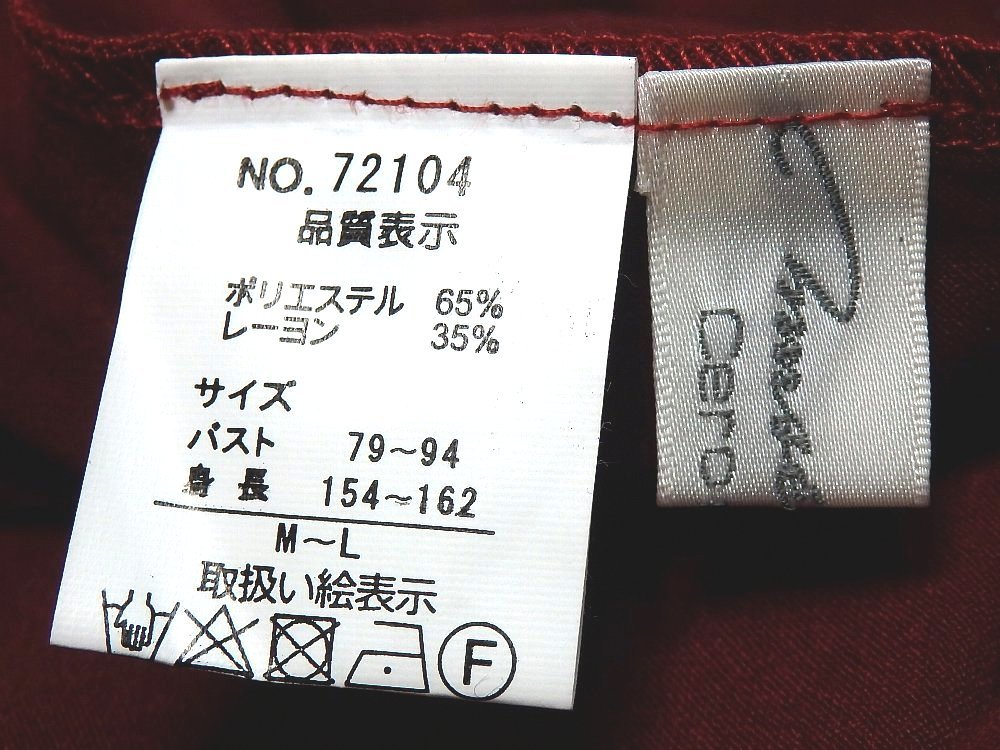 NO. 72104
品質表示
ポリエステル 65%
レーヨン 35%
サイズ
バスト 79～94
身長 154～162
M～L
取扱い絵表示
F
Cero